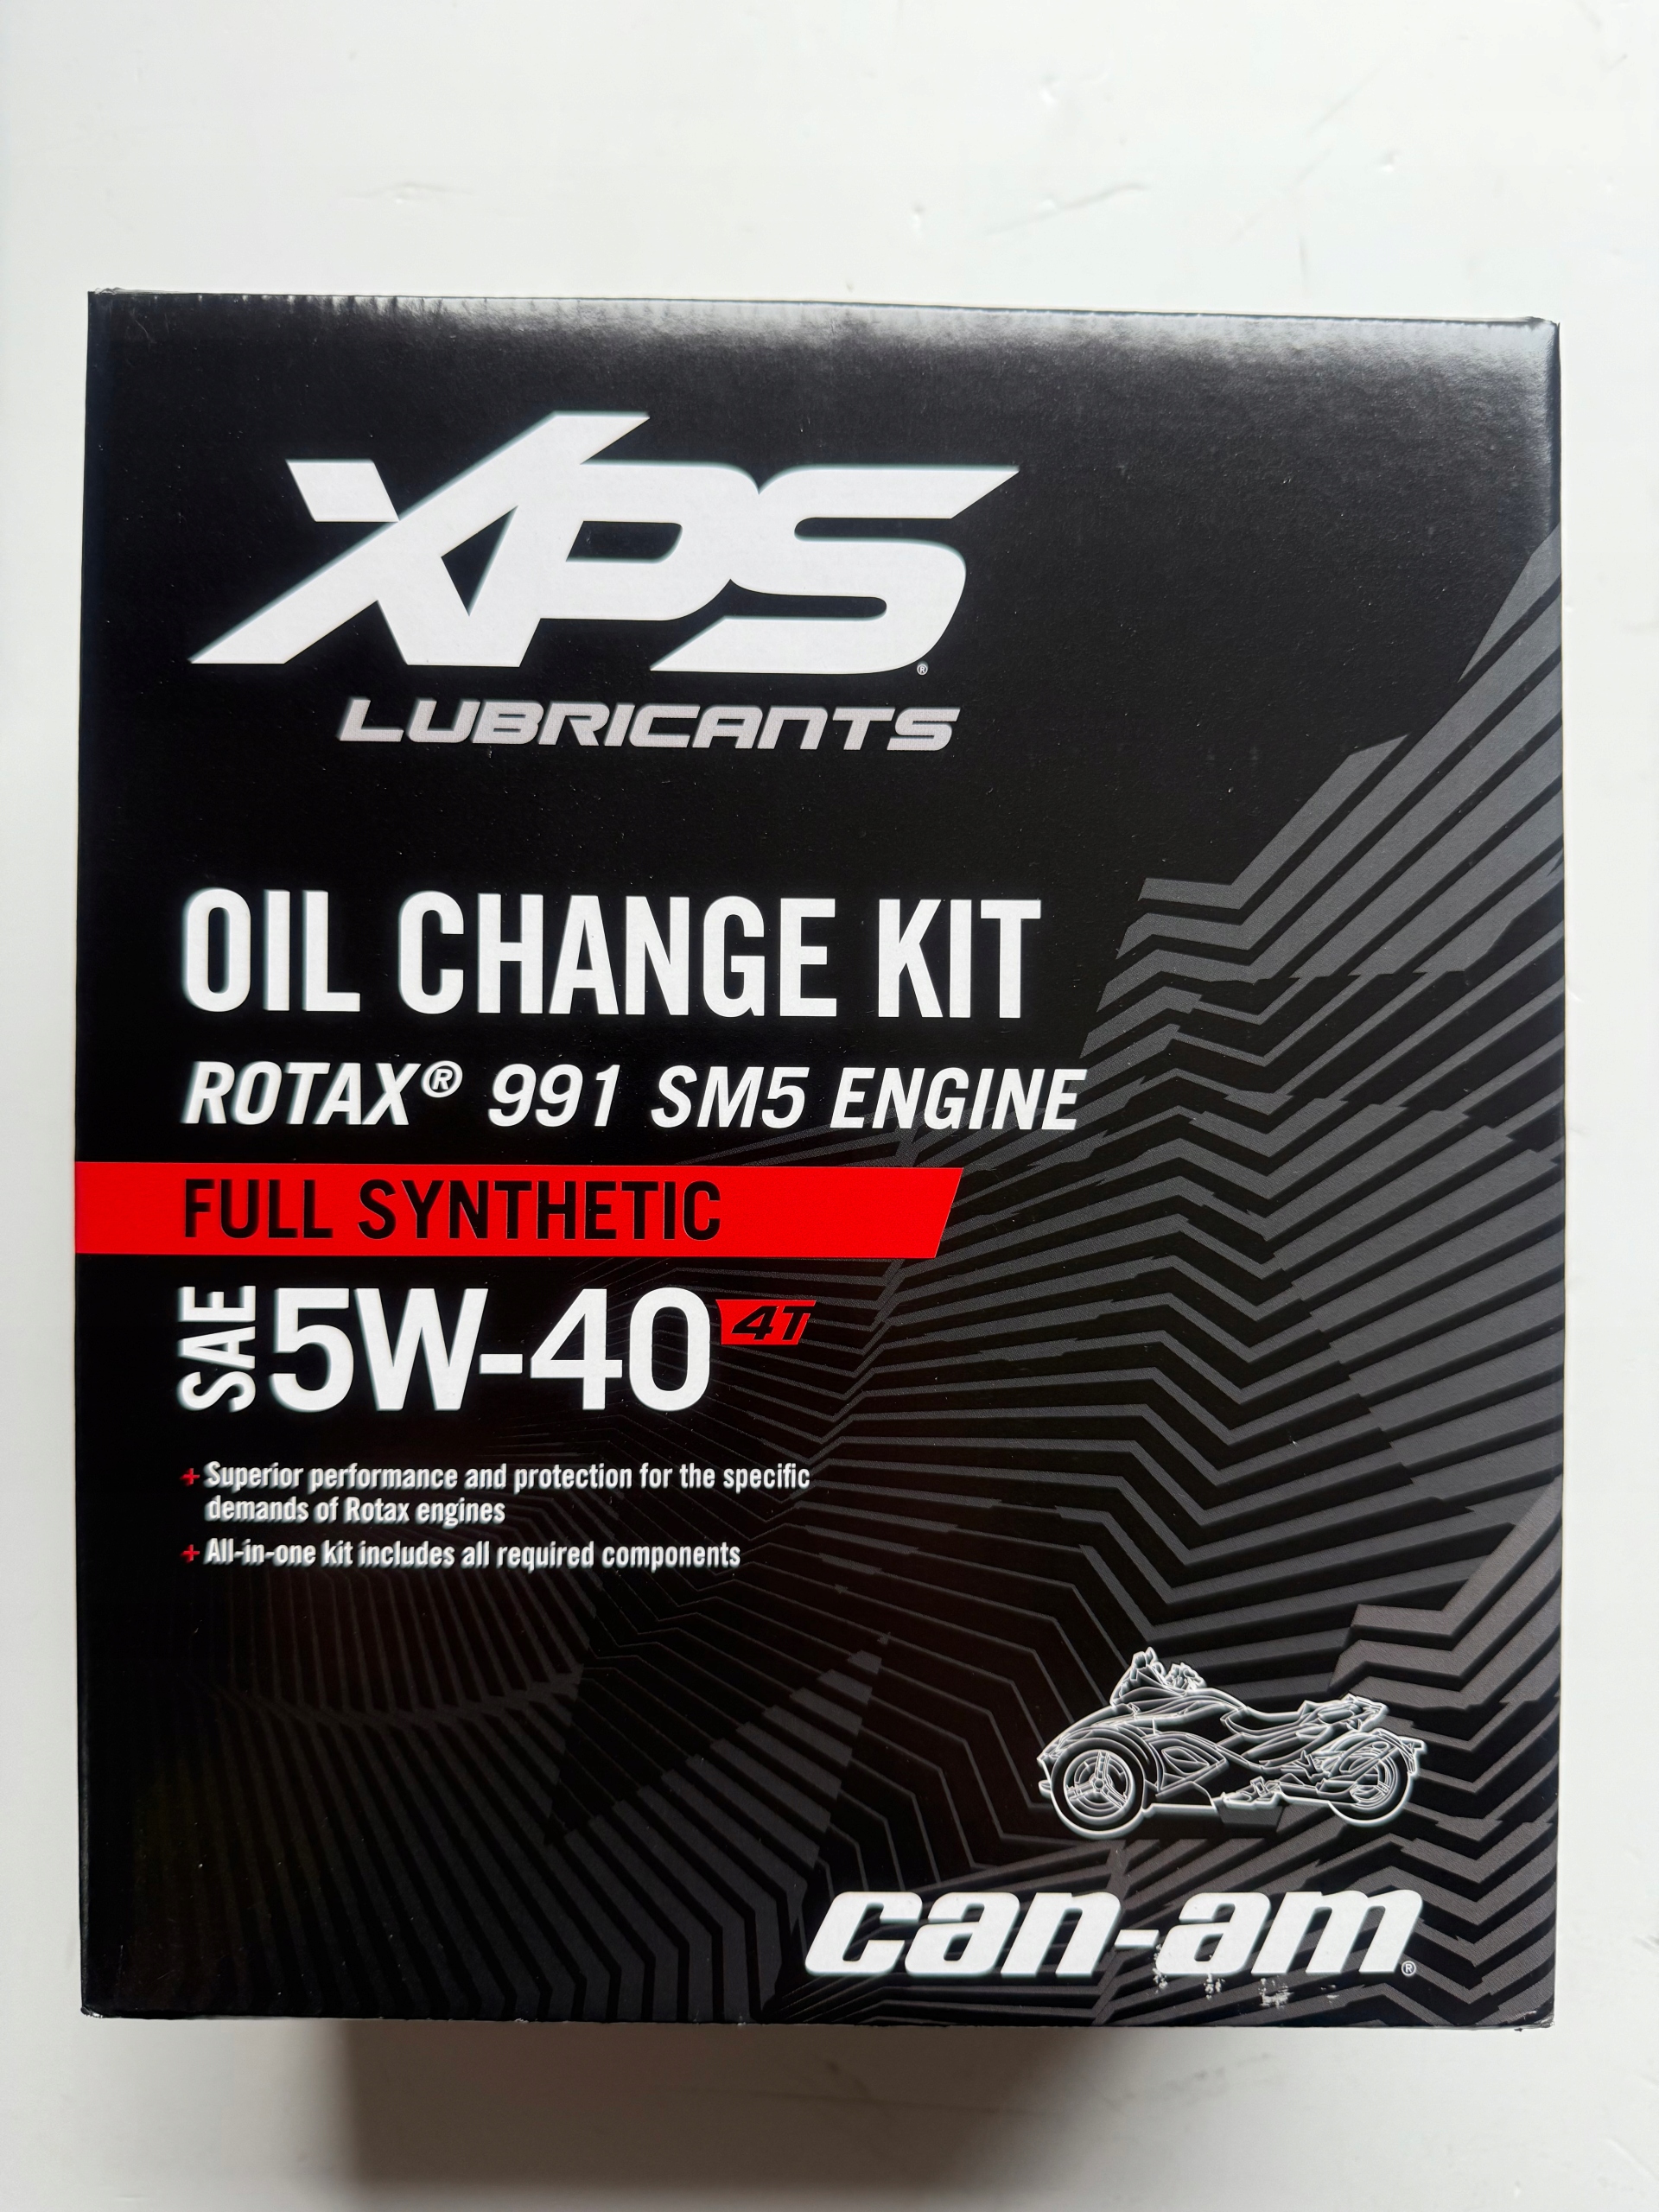 XPS®
LUBRICANTS
OIL CHANGE KIT
ROTAX® 991 SM5 ENGINE
FULL SYNTHETIC
SAE 5W-40 4T
+ Superior performance and protection for the specific
demands of Rotax engines
+ All-in-one kit includes all required components
can-am®